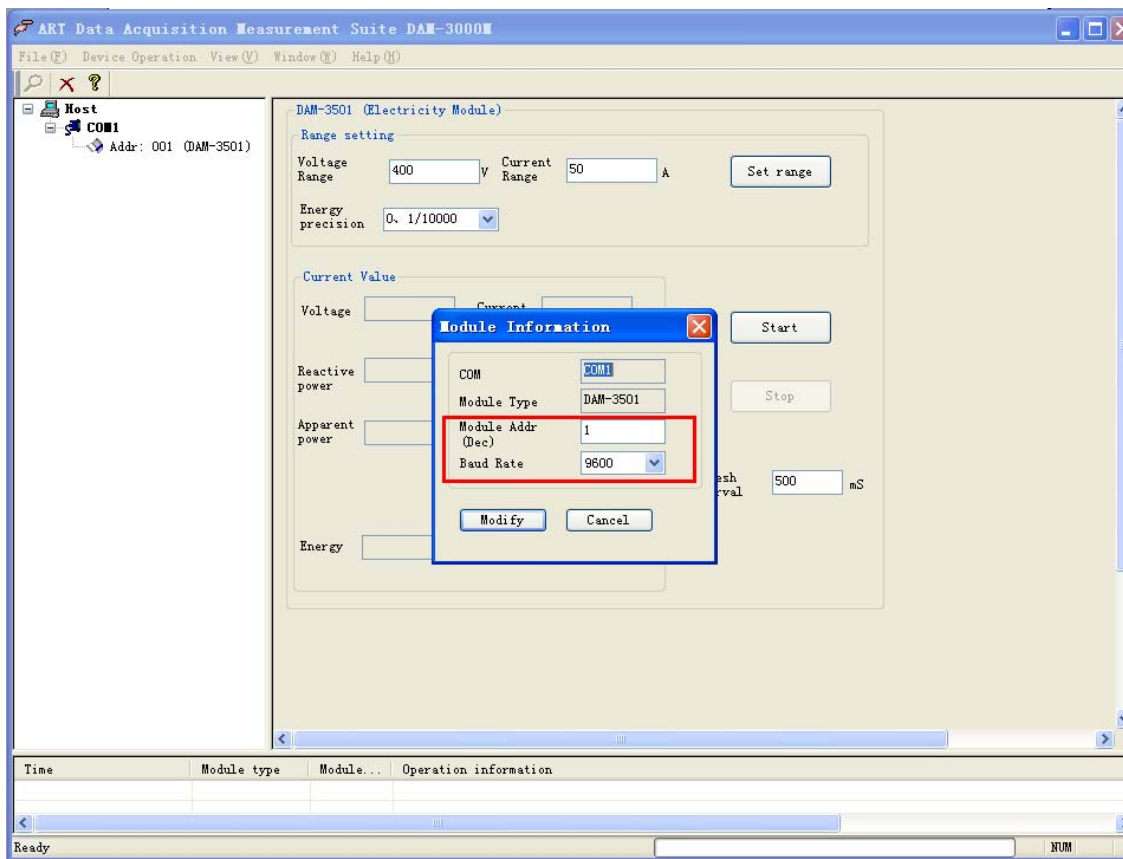 ART Data Acquisition Measurement Suite DAM-3000M
File(F) Device Operation View(V) Window(W) Help(H)
Host
COM1
Addr: 001 (DAM-3501)
DAM-3501 (Electricity Module)
Range setting
Voltage Range 400 V Current Range 50 A Set range
Energy precision 0、1/10000
Current Value
Voltage Current
Start
Reactive power
Stop
Apparent power
500 mS
Energy
Module Information
COM COM1
Module Type DAM-3501
Module Addr (Dec) 1
Baud Rate 9600
Modify Cancel
Time Module type Module... Operation information
Ready NUM